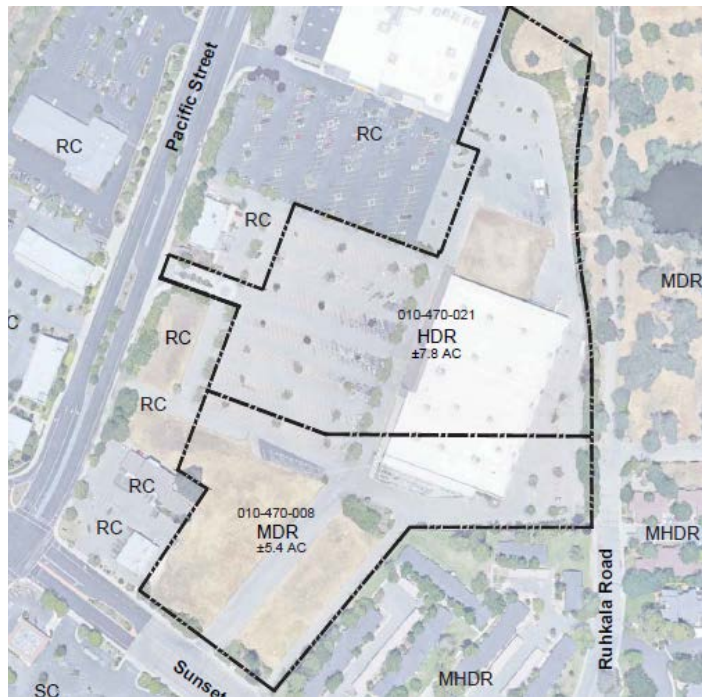 Pacific Street
RC
RC
RC
MDR
C
010-470-021
HDR
±7.8 AC
RC
RC
RC
RC
010-470-008
MDR
±5.4 AC
MHDR
Ruhkala Road
Sunset
MHDR
SC